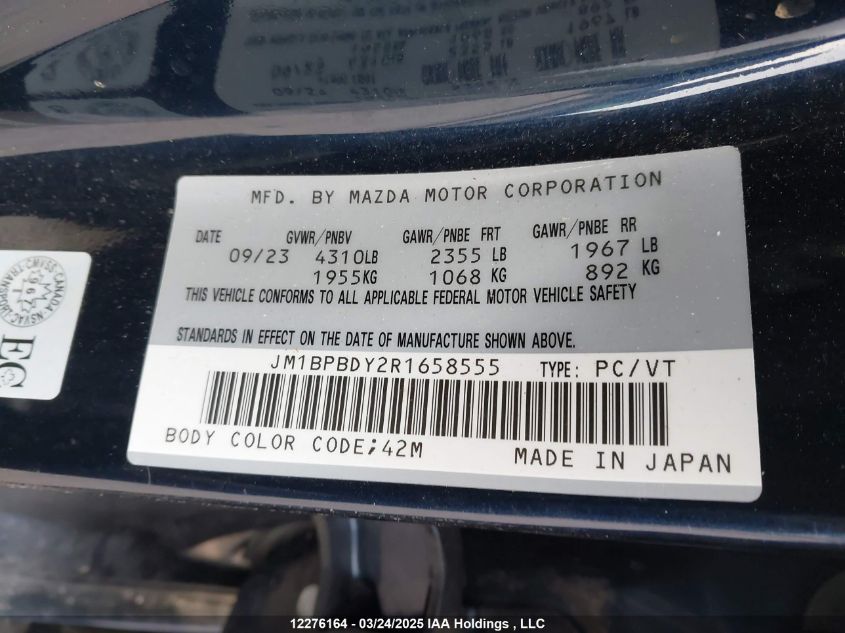 MFD. BY MAZDA MOTOR CORPORATION
DATE GVWR/PNBV GAWR/PNBE FRT GAWR/PNBE RR
09/23 4310LB 2355 LB 1967 LB
1955KG 1068 KG 892 KG
THIS VEHICLE CONFORMS TO ALL APPLICABLE FEDERAL MOTOR VEHICLE SAFETY
STANDARDS IN EFFECT ON THE DATE OF MANUFACTURE SHOWN ABOVE.
JM1BPBDY2R1658555 TYPE: PC/VT
BODY COLOR CODE;42M MADE IN JAPAN
EC
12276164 - 03/24/2025 IAA Holdings , LLC